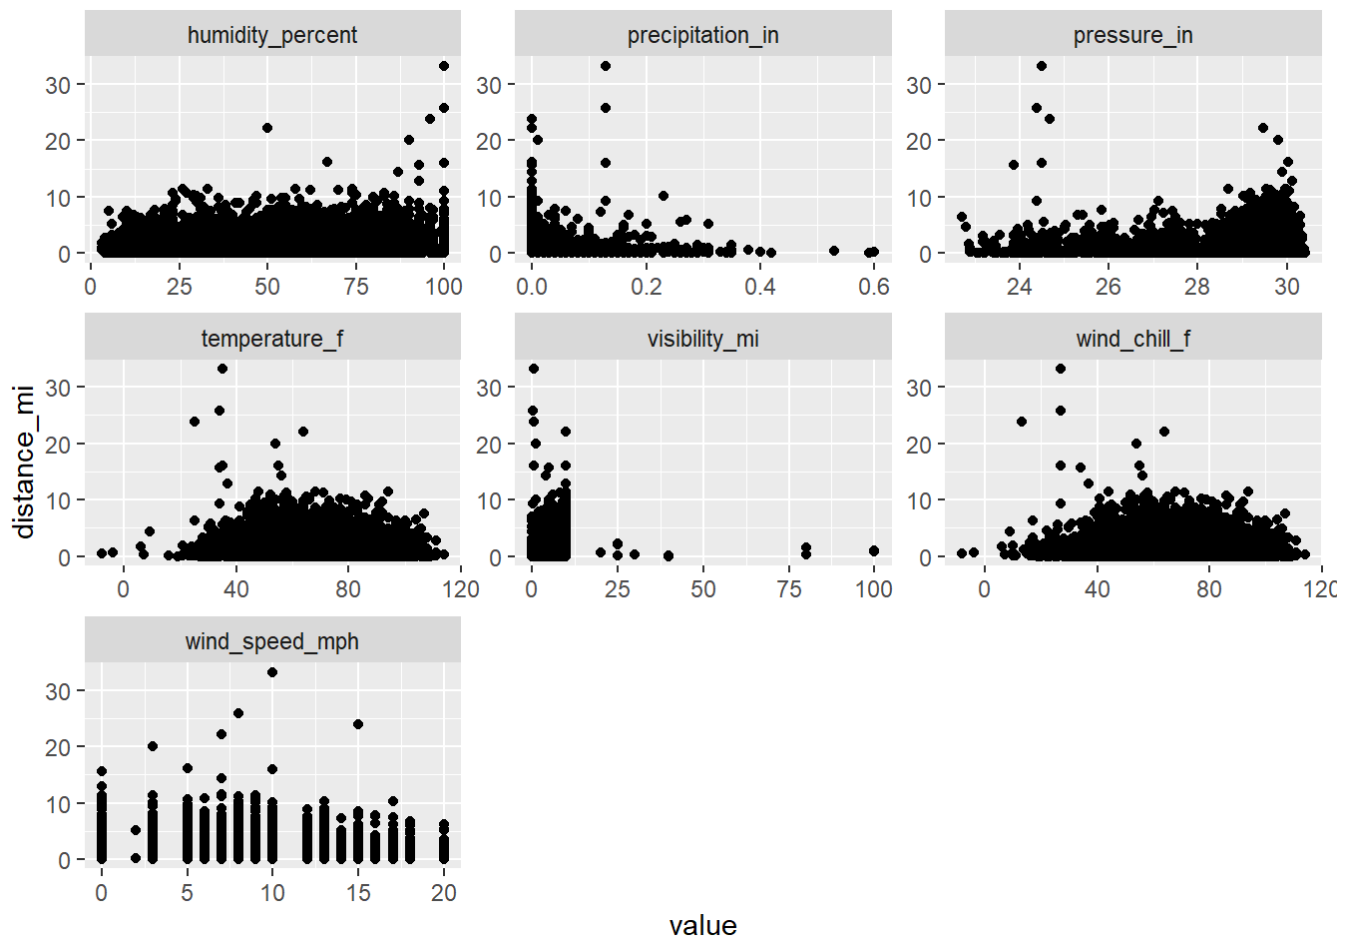 humidity_percent precipitation_in pressure_in
30 30 30
20 20 20
10 10 10
0 0 0
0 25 50 75 100 0.0 0.2 0.4 0.6 24 26 28 30
temperature_f visibility_mi wind_chill_f
30 30 30
20 20 20
10 10 10
0 0 0
0 40 80 120 0 25 50 75 100 0 40 80 120
distance_mi
wind_speed_mph
30
20
10
0
0 5 10 15 20
value